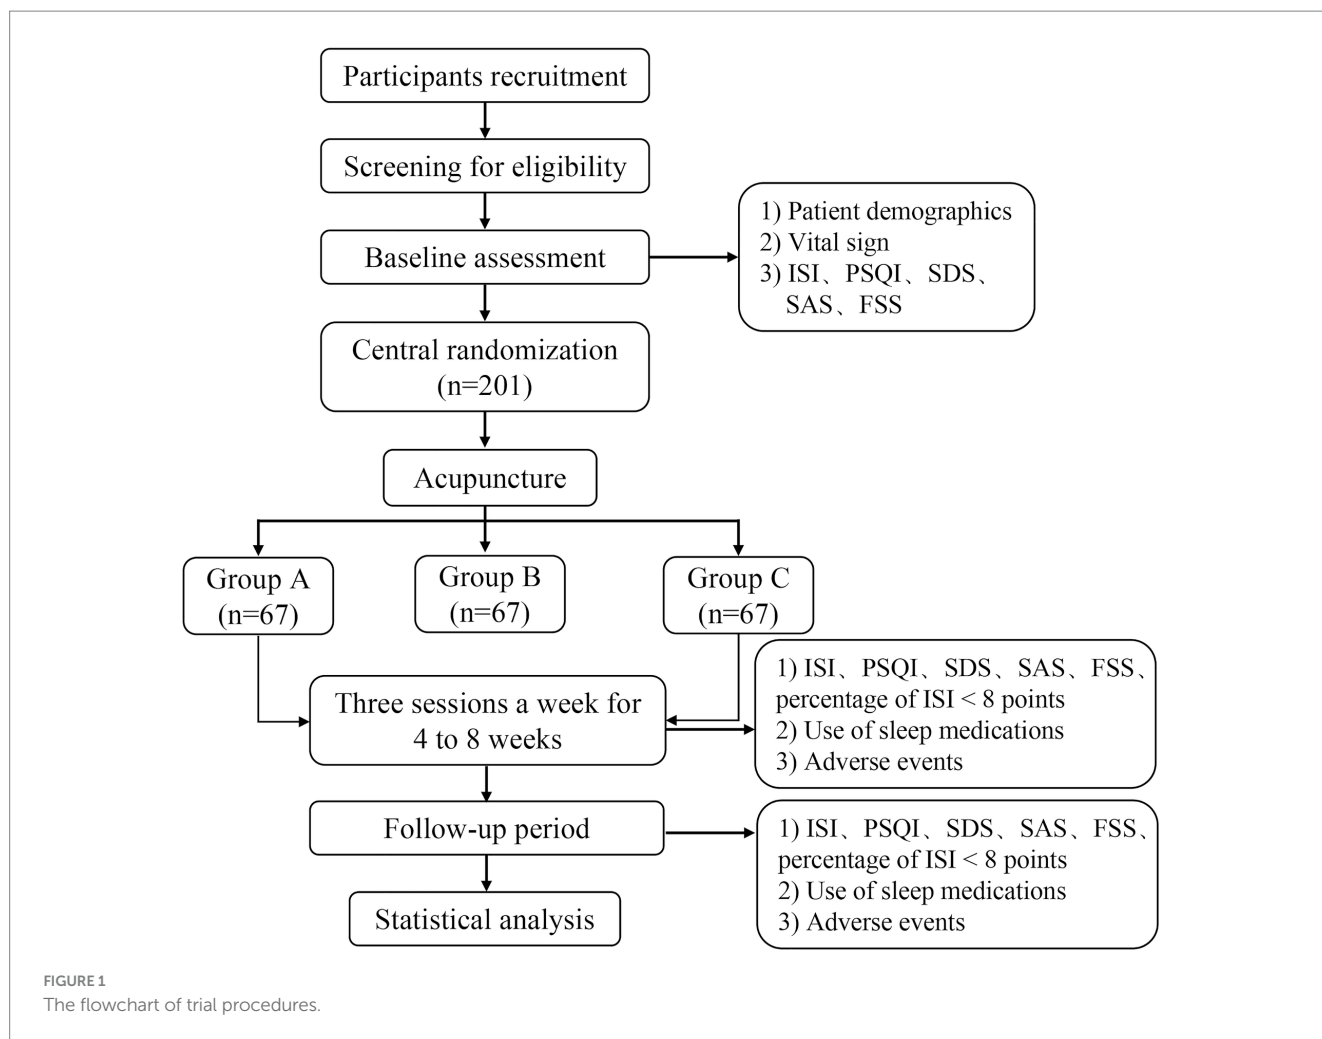 Participants recruitment
Screening for eligibility
Baseline assessment
1) Patient demographics
2) Vital sign
3) ISI、PSQI、SDS、
SAS、FSS
Central randomization
(n=201)
Acupuncture
Group A
(n=67)
Group B
(n=67)
Group C
(n=67)
Three sessions a week for
4 to 8 weeks
1) ISI、PSQI、SDS、SAS、FSS、
percentage of ISI < 8 points
2) Use of sleep medications
3) Adverse events
Follow-up period
1) ISI、PSQI、SDS、SAS、FSS、
percentage of ISI < 8 points
2) Use of sleep medications
3) Adverse events
Statistical analysis
FIGURE 1
The flowchart of trial procedures.